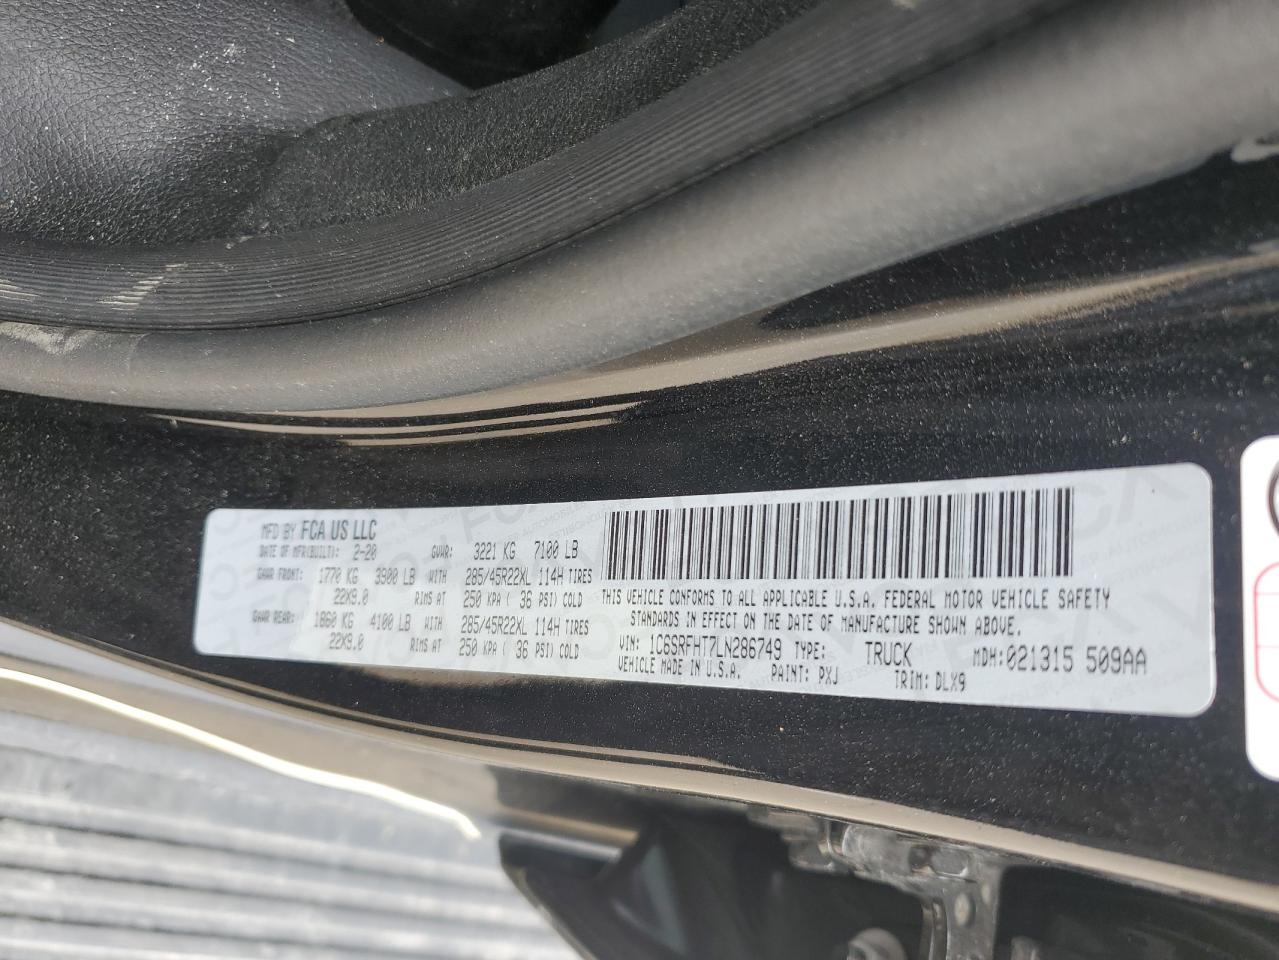 MFD BY FCA US LLC
DATE OF MFR(BUILT): 2-20 GVWR: 3221 KG 7100 LB
GAWR FRONT: 1770 KG 3900 LB WITH 285/45R22XL 114H TIRES
22X9.0 RIMS AT 250 KPA ( 36 PSI) COLD
GAWR REAR: 1860 KG 4100 LB WITH 285/45R22XL 114H TIRES
22X9.0 RIMS AT 250 KPA ( 36 PSI) COLD
THIS VEHICLE CONFORMS TO ALL APPLICABLE U.S.A. FEDERAL MOTOR VEHICLE SAFETY
STANDARDS IN EFFECT ON THE DATE OF MANUFACTURE SHOWN ABOVE.
VIN: 1C6SRFHT7LN286749 TYPE: TRUCK MDH:021315 509AA
VEHICLE MADE IN U.S.A. PAINT: PXJ TRIM: DLX9